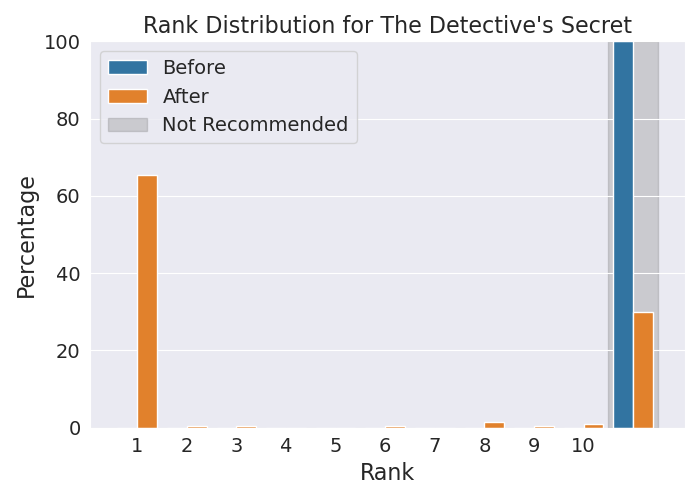 Rank Distribution for The Detective's Secret
100
80
60
40
20
0
Percentage
Before
After
Not Recommended
1 2 3 4 5 6 7 8 9 10
Rank